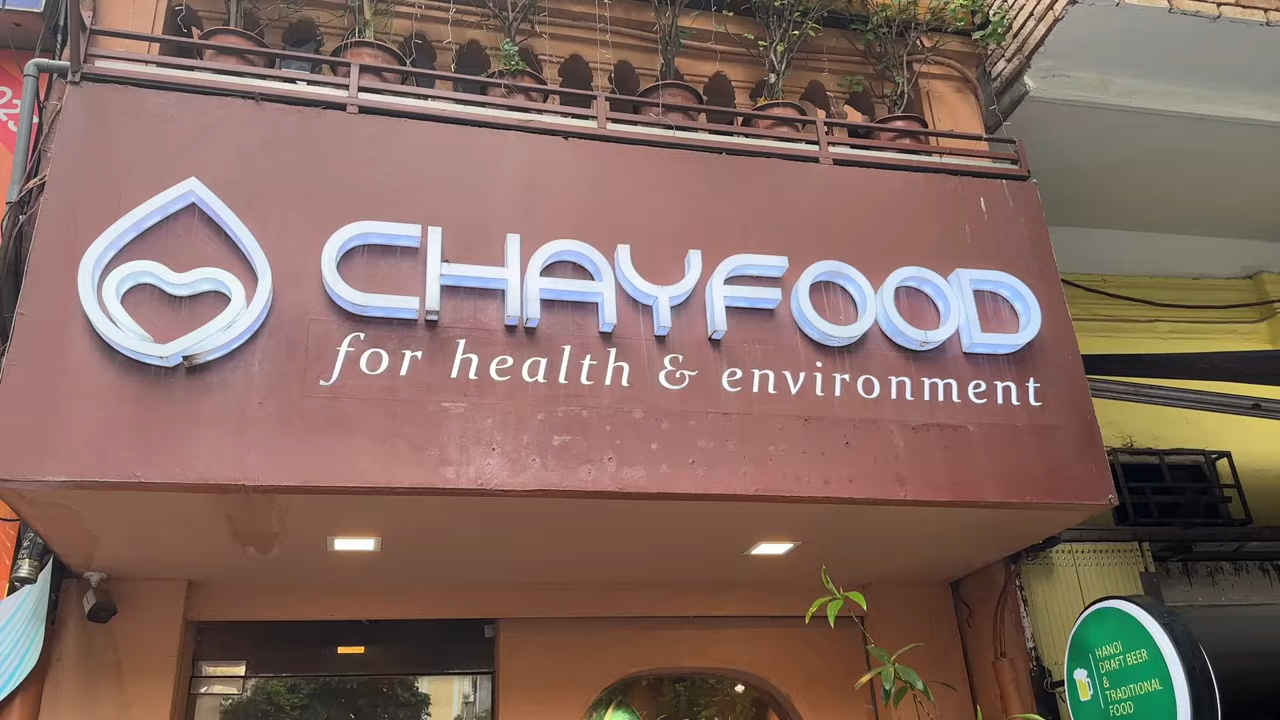 CHAYFOOD
for health & environment
HANOI
DRAFT BEER
&
TRADITIONAL
FOOD